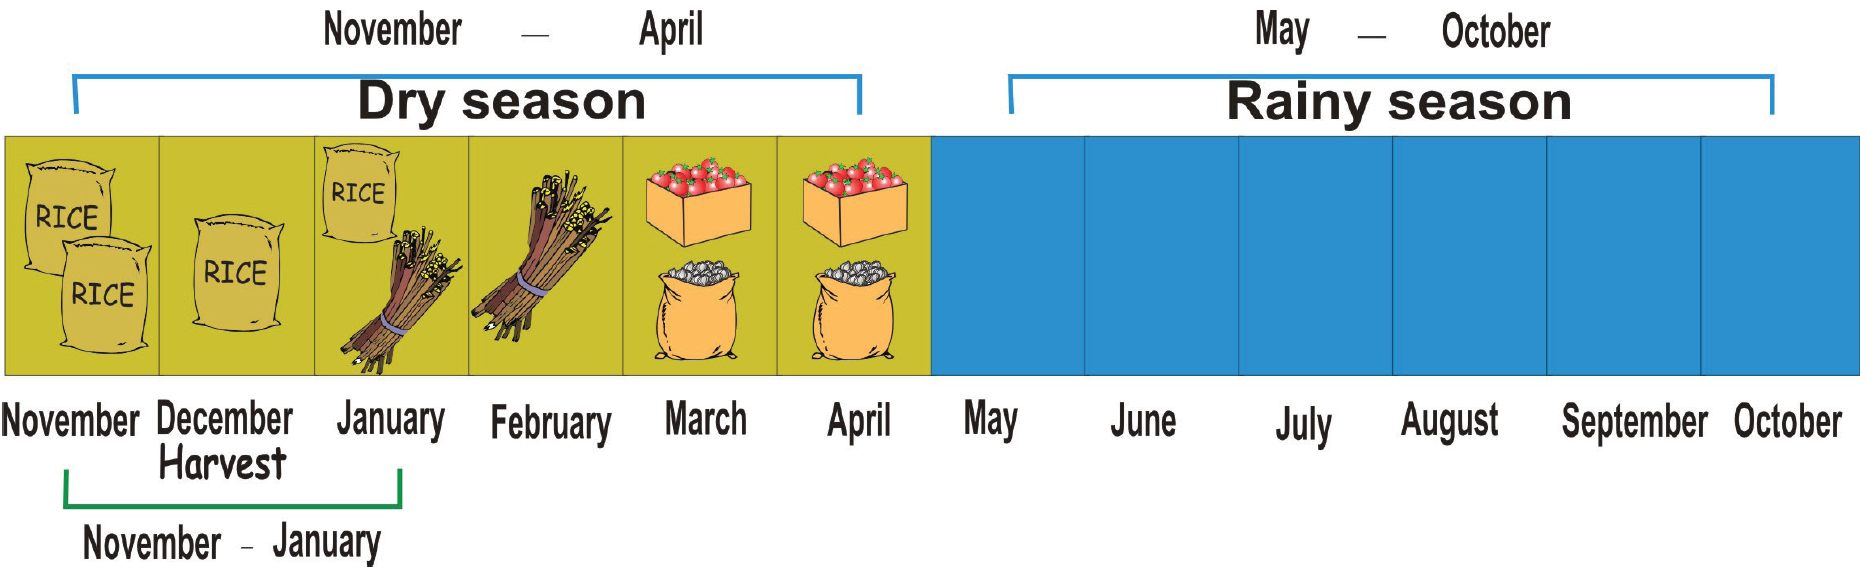 November — April
May — October
Dry season
Rainy season
RICE
RICE
RICE
RICE
November December January February March April May June July August September October
Harvest
November – January